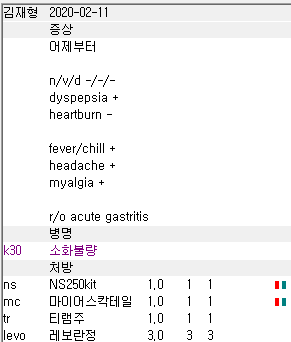 김재형 2020-02-11
증상
어제부터
n/v/d -/-/-
dyspepsia +
heartburn -
fever/chill +
headache +
myalgia +
r/o acute gastritis
병명
k30 소화불량
처방
ns NS250kit 1,0 1 1
mc 마이어스칵테일 1,0 1 1
tr 티램주 1,0 1 1
levo 레보란정 3,0 3 3